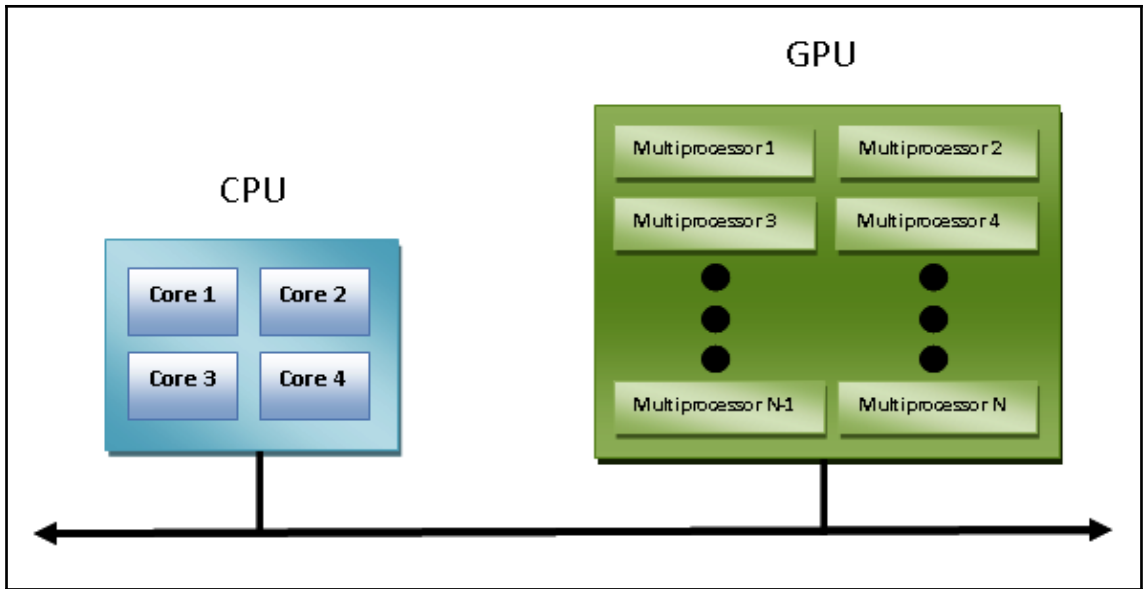 GPU
Multiprocessor 1 Multiprocessor 2
Multiprocessor 3 Multiprocessor 4
Multiprocessor N-1 Multiprocessor N
CPU
Core 1 Core 2
Core 3 Core 4